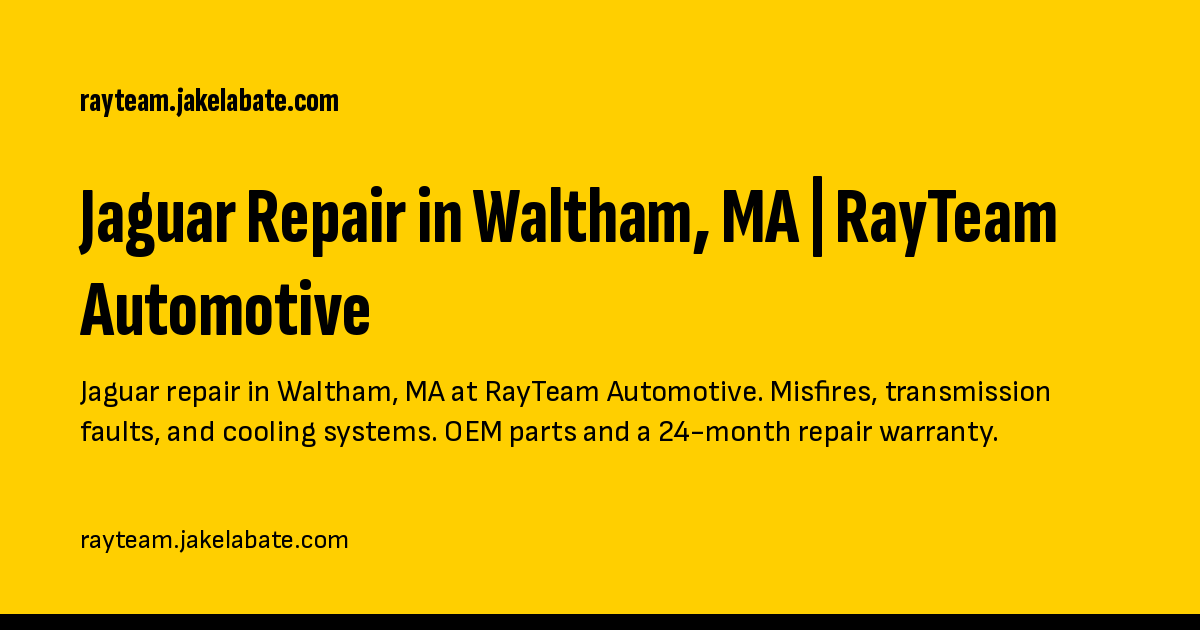 rayteam.jakelabate.com
Jaguar Repair in Waltham, MA | RayTeam
Automotive
Jaguar repair in Waltham, MA at RayTeam Automotive. Misfires, transmission
faults, and cooling systems. OEM parts and a 24-month repair warranty.
rayteam.jakelabate.com